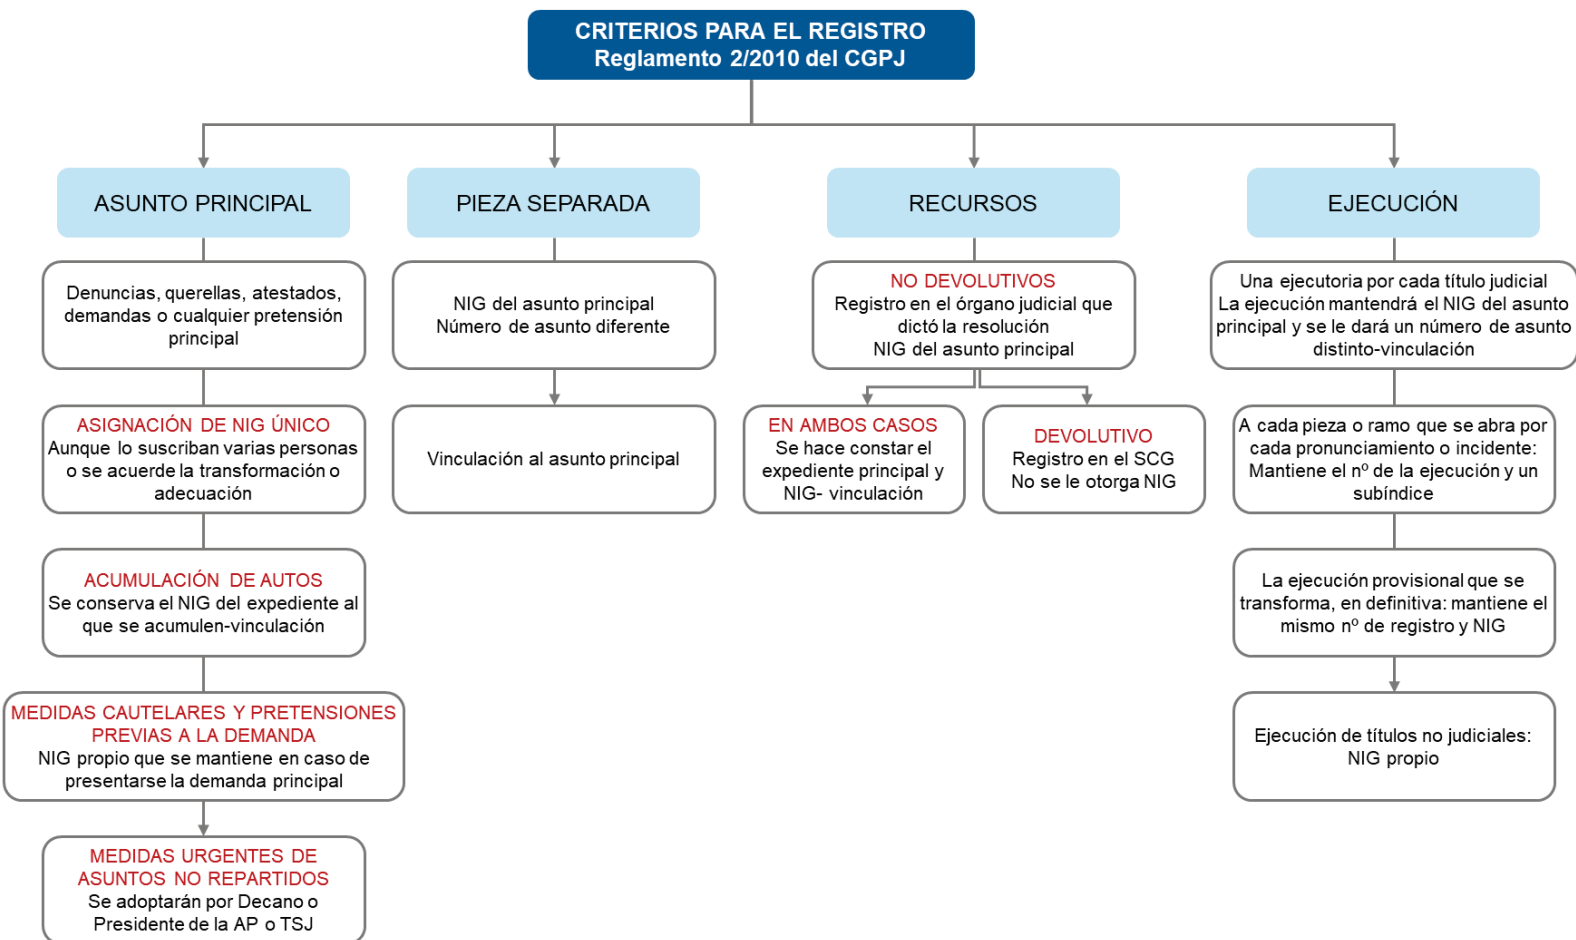 CRITERIOS PARA EL REGISTRO
Reglamento 2/2010 del CGPJ
ASUNTO PRINCIPAL
Denuncias, querellas, atestados,
demandas o cualquier pretensión
principal
ASIGNACIÓN DE NIG ÚNICO
Aunque lo suscriban varias personas
o se acuerde la transformación o
adecuación
ACUMULACIÓN DE AUTOS
Se conserva el NIG del expediente al
que se acumulen-vinculación
MEDIDAS CAUTELARES Y PRETENSIONES
PREVIAS A LA DEMANDA
NIG propio que se mantiene en caso de
presentarse la demanda principal
MEDIDAS URGENTES DE
ASUNTOS NO REPARTIDOS
Se adoptarán por Decano o
Presidente de la AP o TSJ
PIEZA SEPARADA
NIG del asunto principal
Número de asunto diferente
Vinculación al asunto principal
RECURSOS
NO DEVOLUTIVOS
Registro en el órgano judicial que
dictó la resolución
NIG del asunto principal
EN AMBOS CASOS
Se hace constar el
expediente principal y
NIG- vinculación
DEVOLUTIVO
Registro en el SCG
No se le otorga NIG
EJECUCIÓN
Una ejecutoria por cada título judicial
La ejecución mantendrá el NIG del asunto
principal y se le dará un número de asunto
distinto-vinculación
A cada pieza o ramo que se abra por
cada pronunciamiento o incidente:
Mantiene el nº de la ejecución y un
subíndice
La ejecución provisional que se
transforma, en definitiva: mantiene el
mismo nº de registro y NIG
Ejecución de títulos no judiciales:
NIG propio